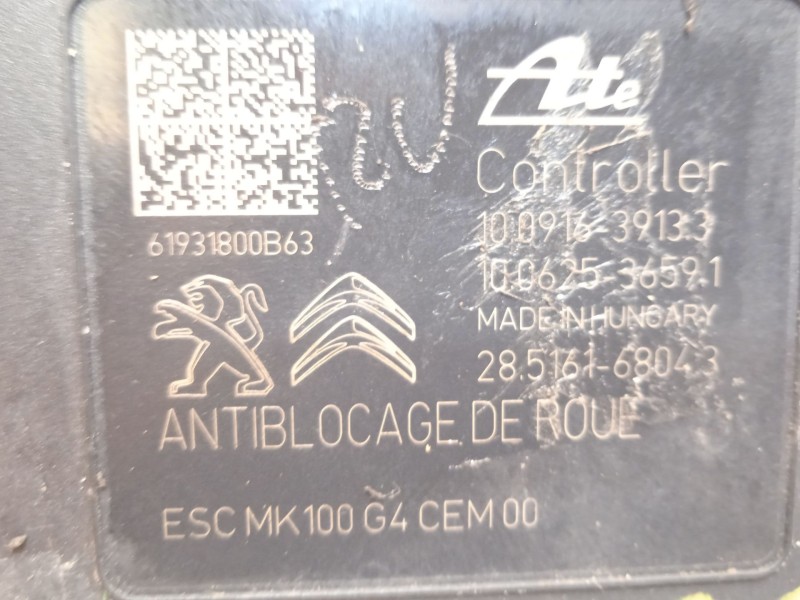 Ate
Controller
10.0916-3913.3
10.0625-3659.1
MADE IN HUNGARY
28.5161-6804.3
61931800B63
ANTIBLOCAGE DE ROUE
ESC MK100 G4 CEM 00